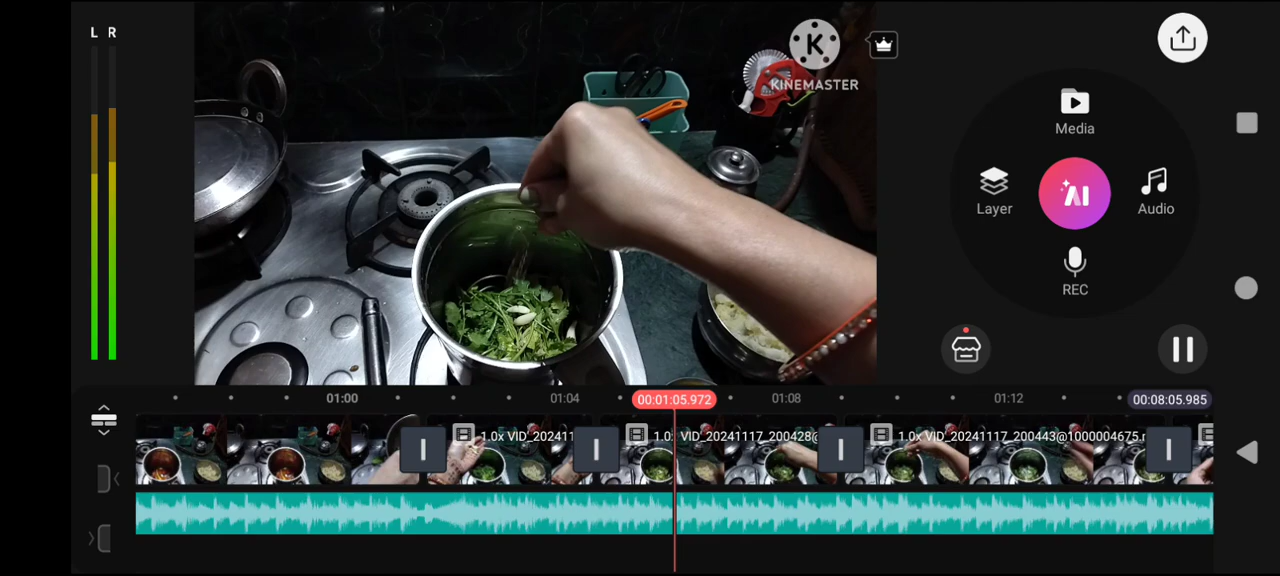 L R
KINEMASTER
Media
Layer
AI
Audio
REC
01:00
01:04
00:01:05.972
01:08
01:12
00:08:05.985
1.0x VID_20241
1.0 VID_20241117_200428@
1.0x VID_20241117_200443@1000004675.